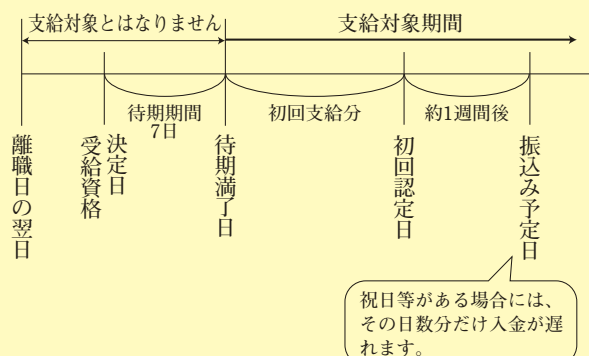 支給対象とはなりません
支給対象期間
待期期間
7日
初回支給分
約1週間後
離職日の翌日
受給資格
決定日
待期満了日
初回認定日
振込み予定日
祝日等がある場合には、
その日数分だけ入金が遅
れます。